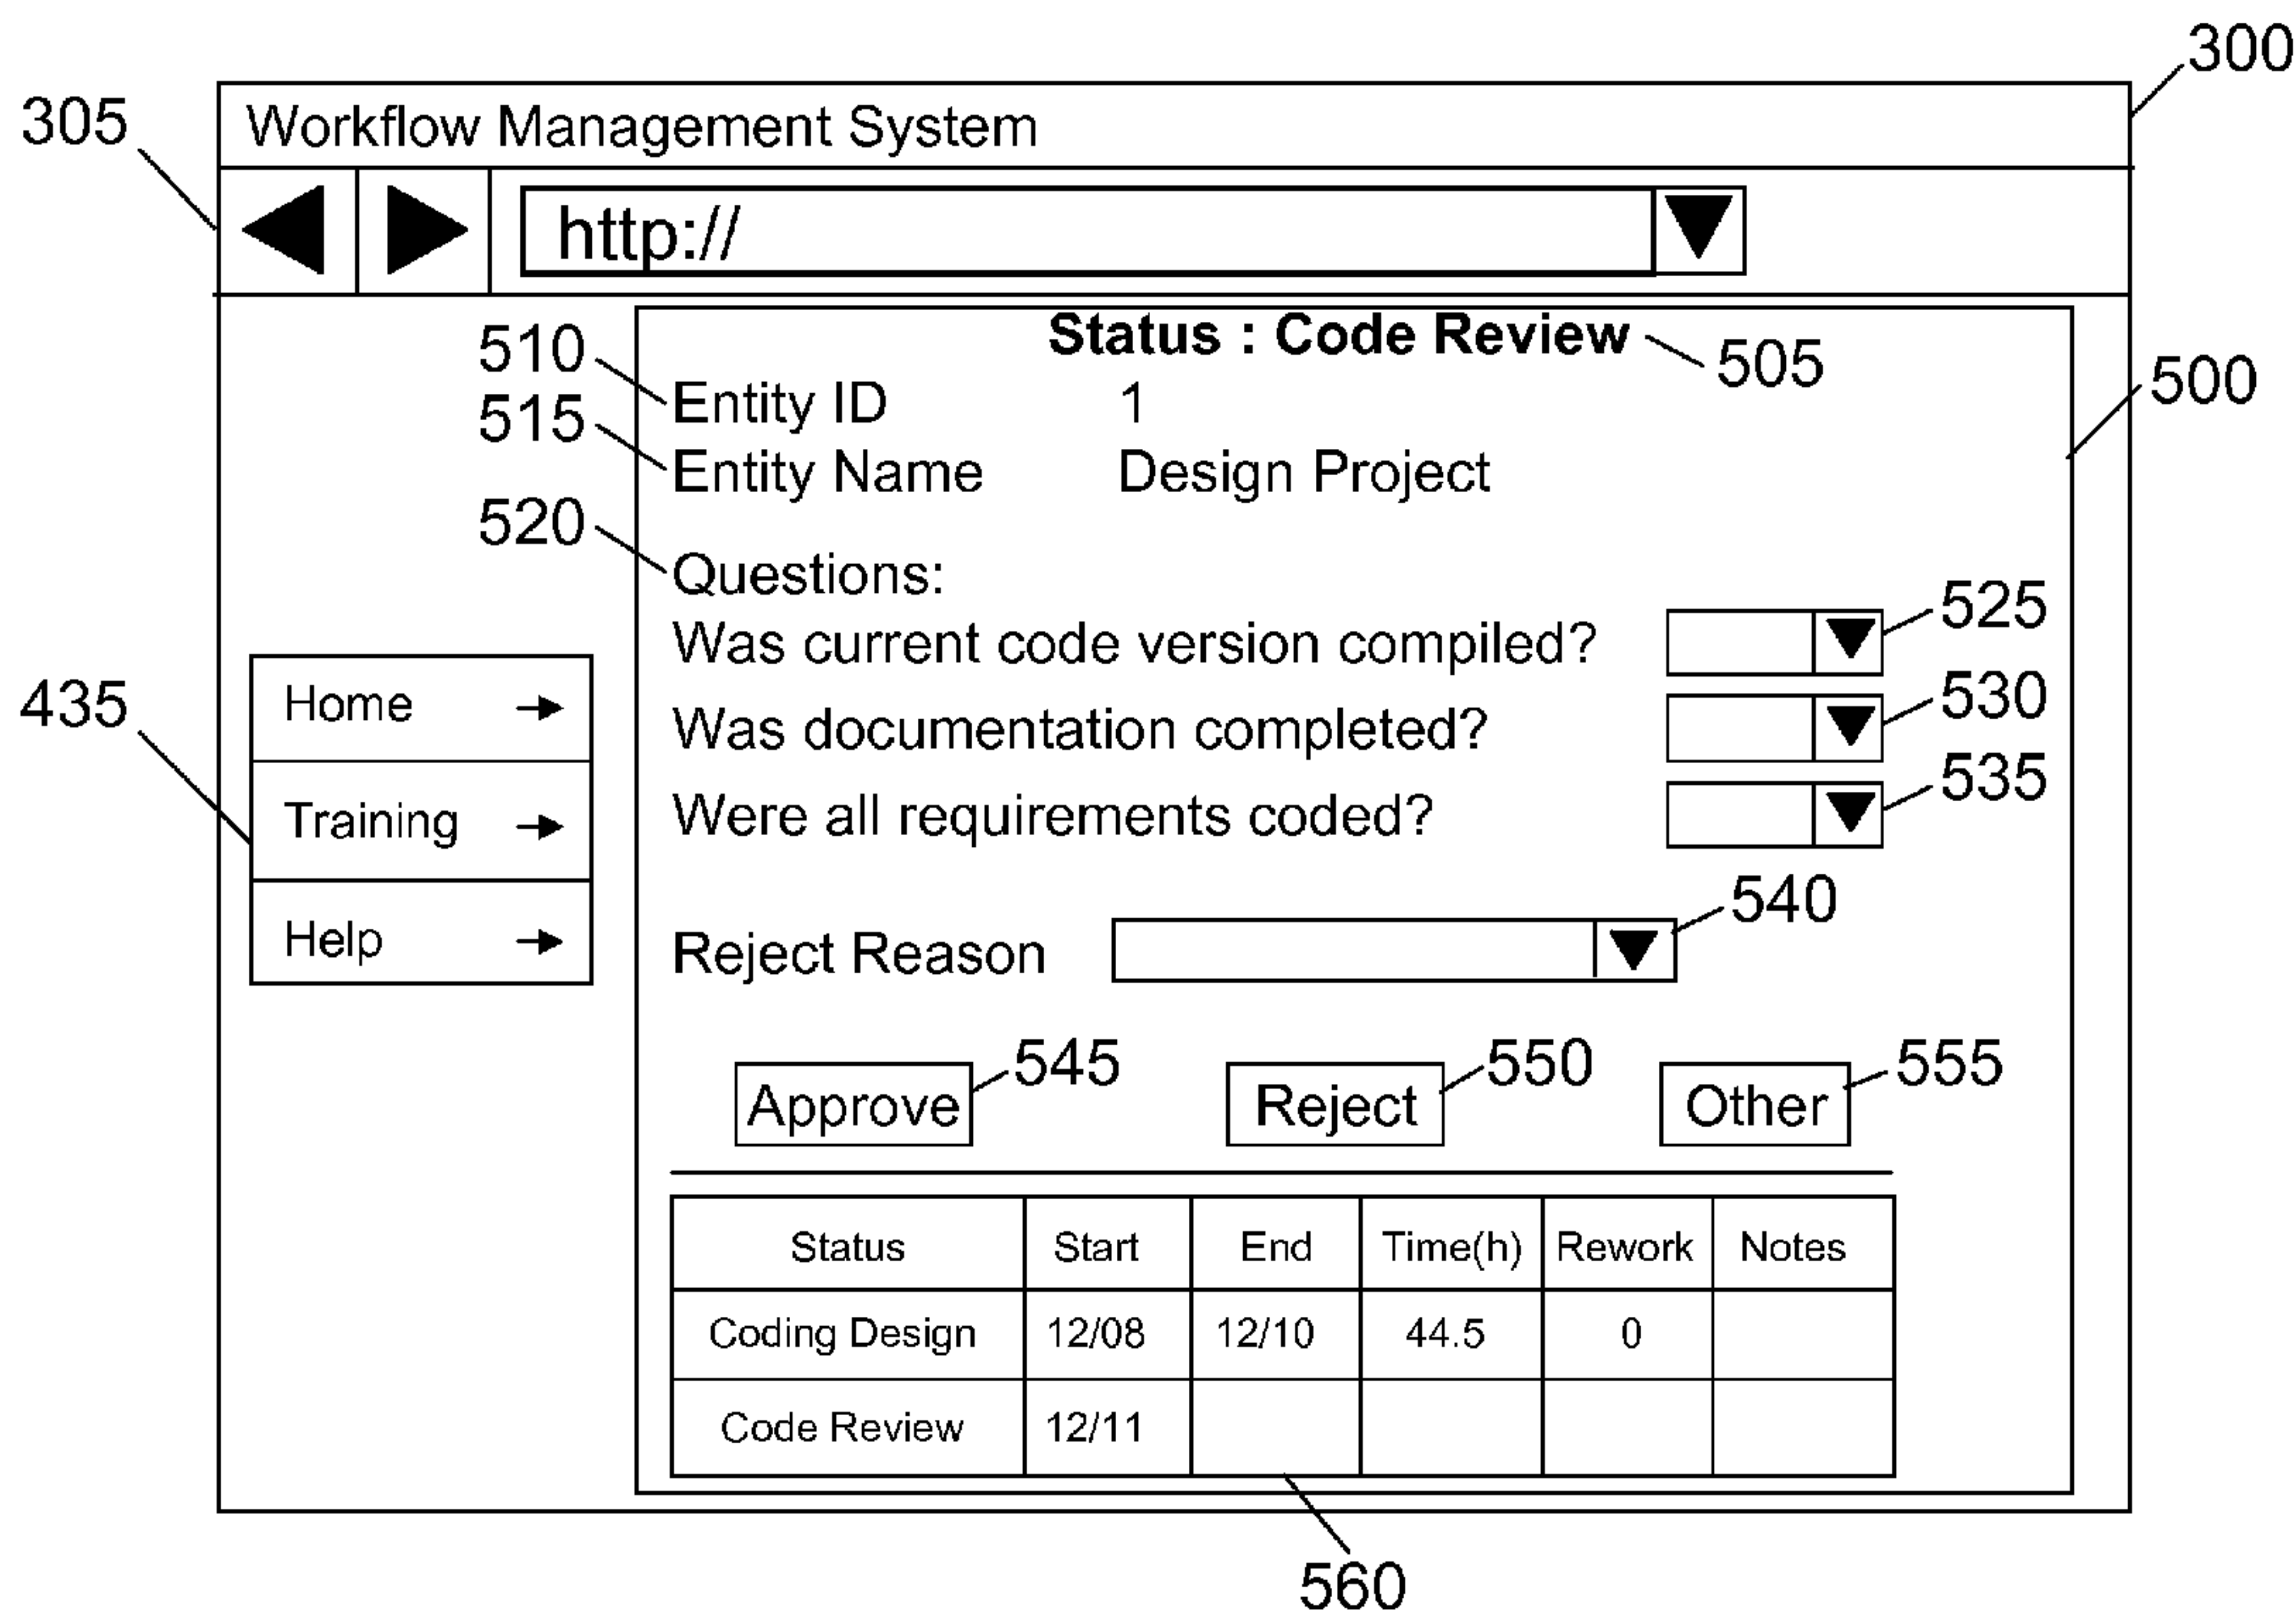 300
305
Workflow Management System
http://
Status : Code Review
505
500
510
Entity ID 1
515
Entity Name Design Project
520
Questions:
Was current code version compiled?
525
Was documentation completed?
530
Were all requirements coded?
535
435
Home
Training
Help
Reject Reason
540
Approve
545
Reject
550
Other
555
Status Start End Time(h) Rework Notes
Coding Design 12/08 12/10 44.5 0
Code Review 12/11
560